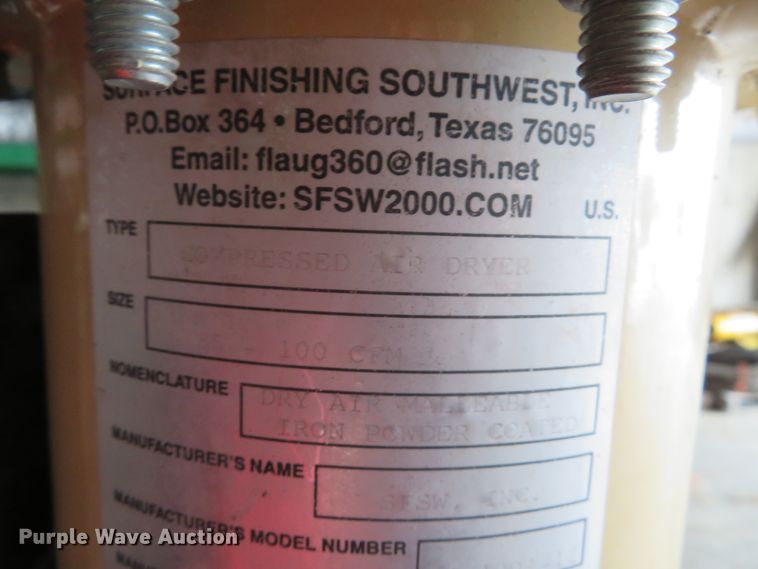 SURFACE FINISHING SOUTHWEST, INC.
P.O.Box 364 • Bedford, Texas 76095
Email: flaug360@flash.net
Website: SFSW2000.COM U.S.
TYPE COMPRESSED AIR DRYER
SIZE 85 - 100 CFM
NOMENCLATURE DRY AIR MALLEABLE
IRON POWDER COATED
MANUFACTURER'S NAME SFSW, INC.
MANUFACTURER'S MODEL NUMBER
Purple Wave Auction